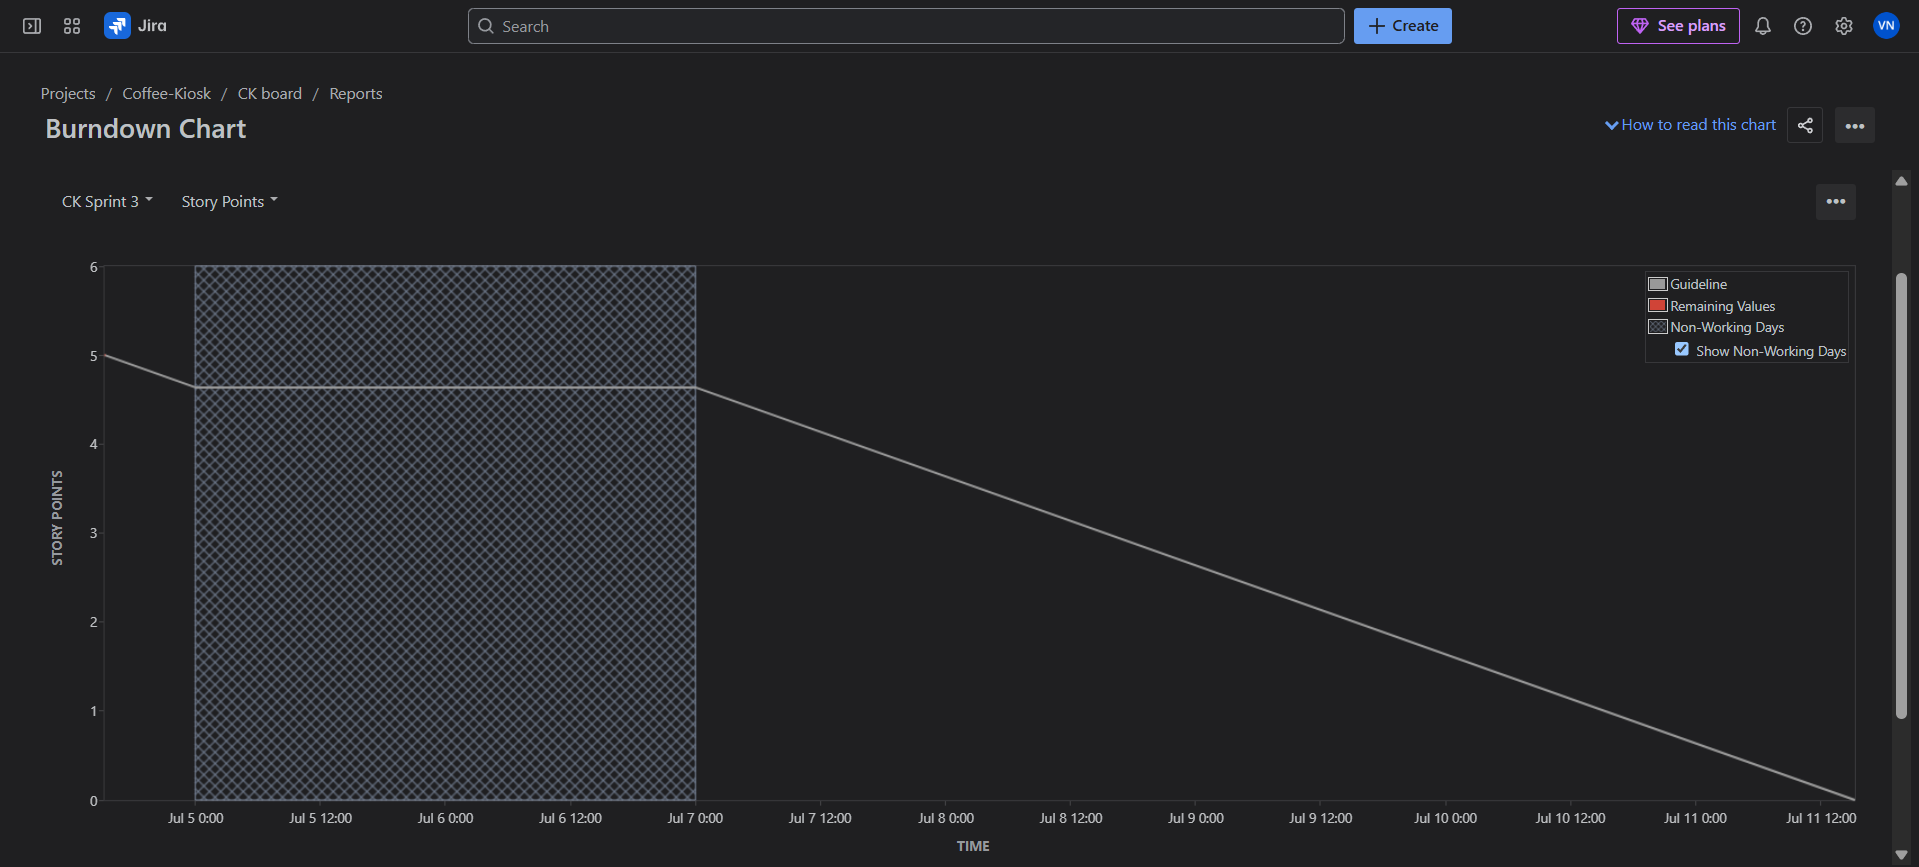 Jira
Search
Create
See plans
VN
Projects / Coffee-Kiosk / CK board / Reports
Burndown Chart
How to read this chart
CK Sprint 3
Story Points
Guideline
Remaining Values
Non-Working Days
Show Non-Working Days
6
5
4
3
2
1
0
STORY POINTS
Jul 5 0:00
Jul 5 12:00
Jul 6 0:00
Jul 6 12:00
Jul 7 0:00
Jul 7 12:00
Jul 8 0:00
Jul 8 12:00
Jul 9 0:00
Jul 9 12:00
Jul 10 0:00
Jul 10 12:00
Jul 11 0:00
Jul 11 12:00
TIME